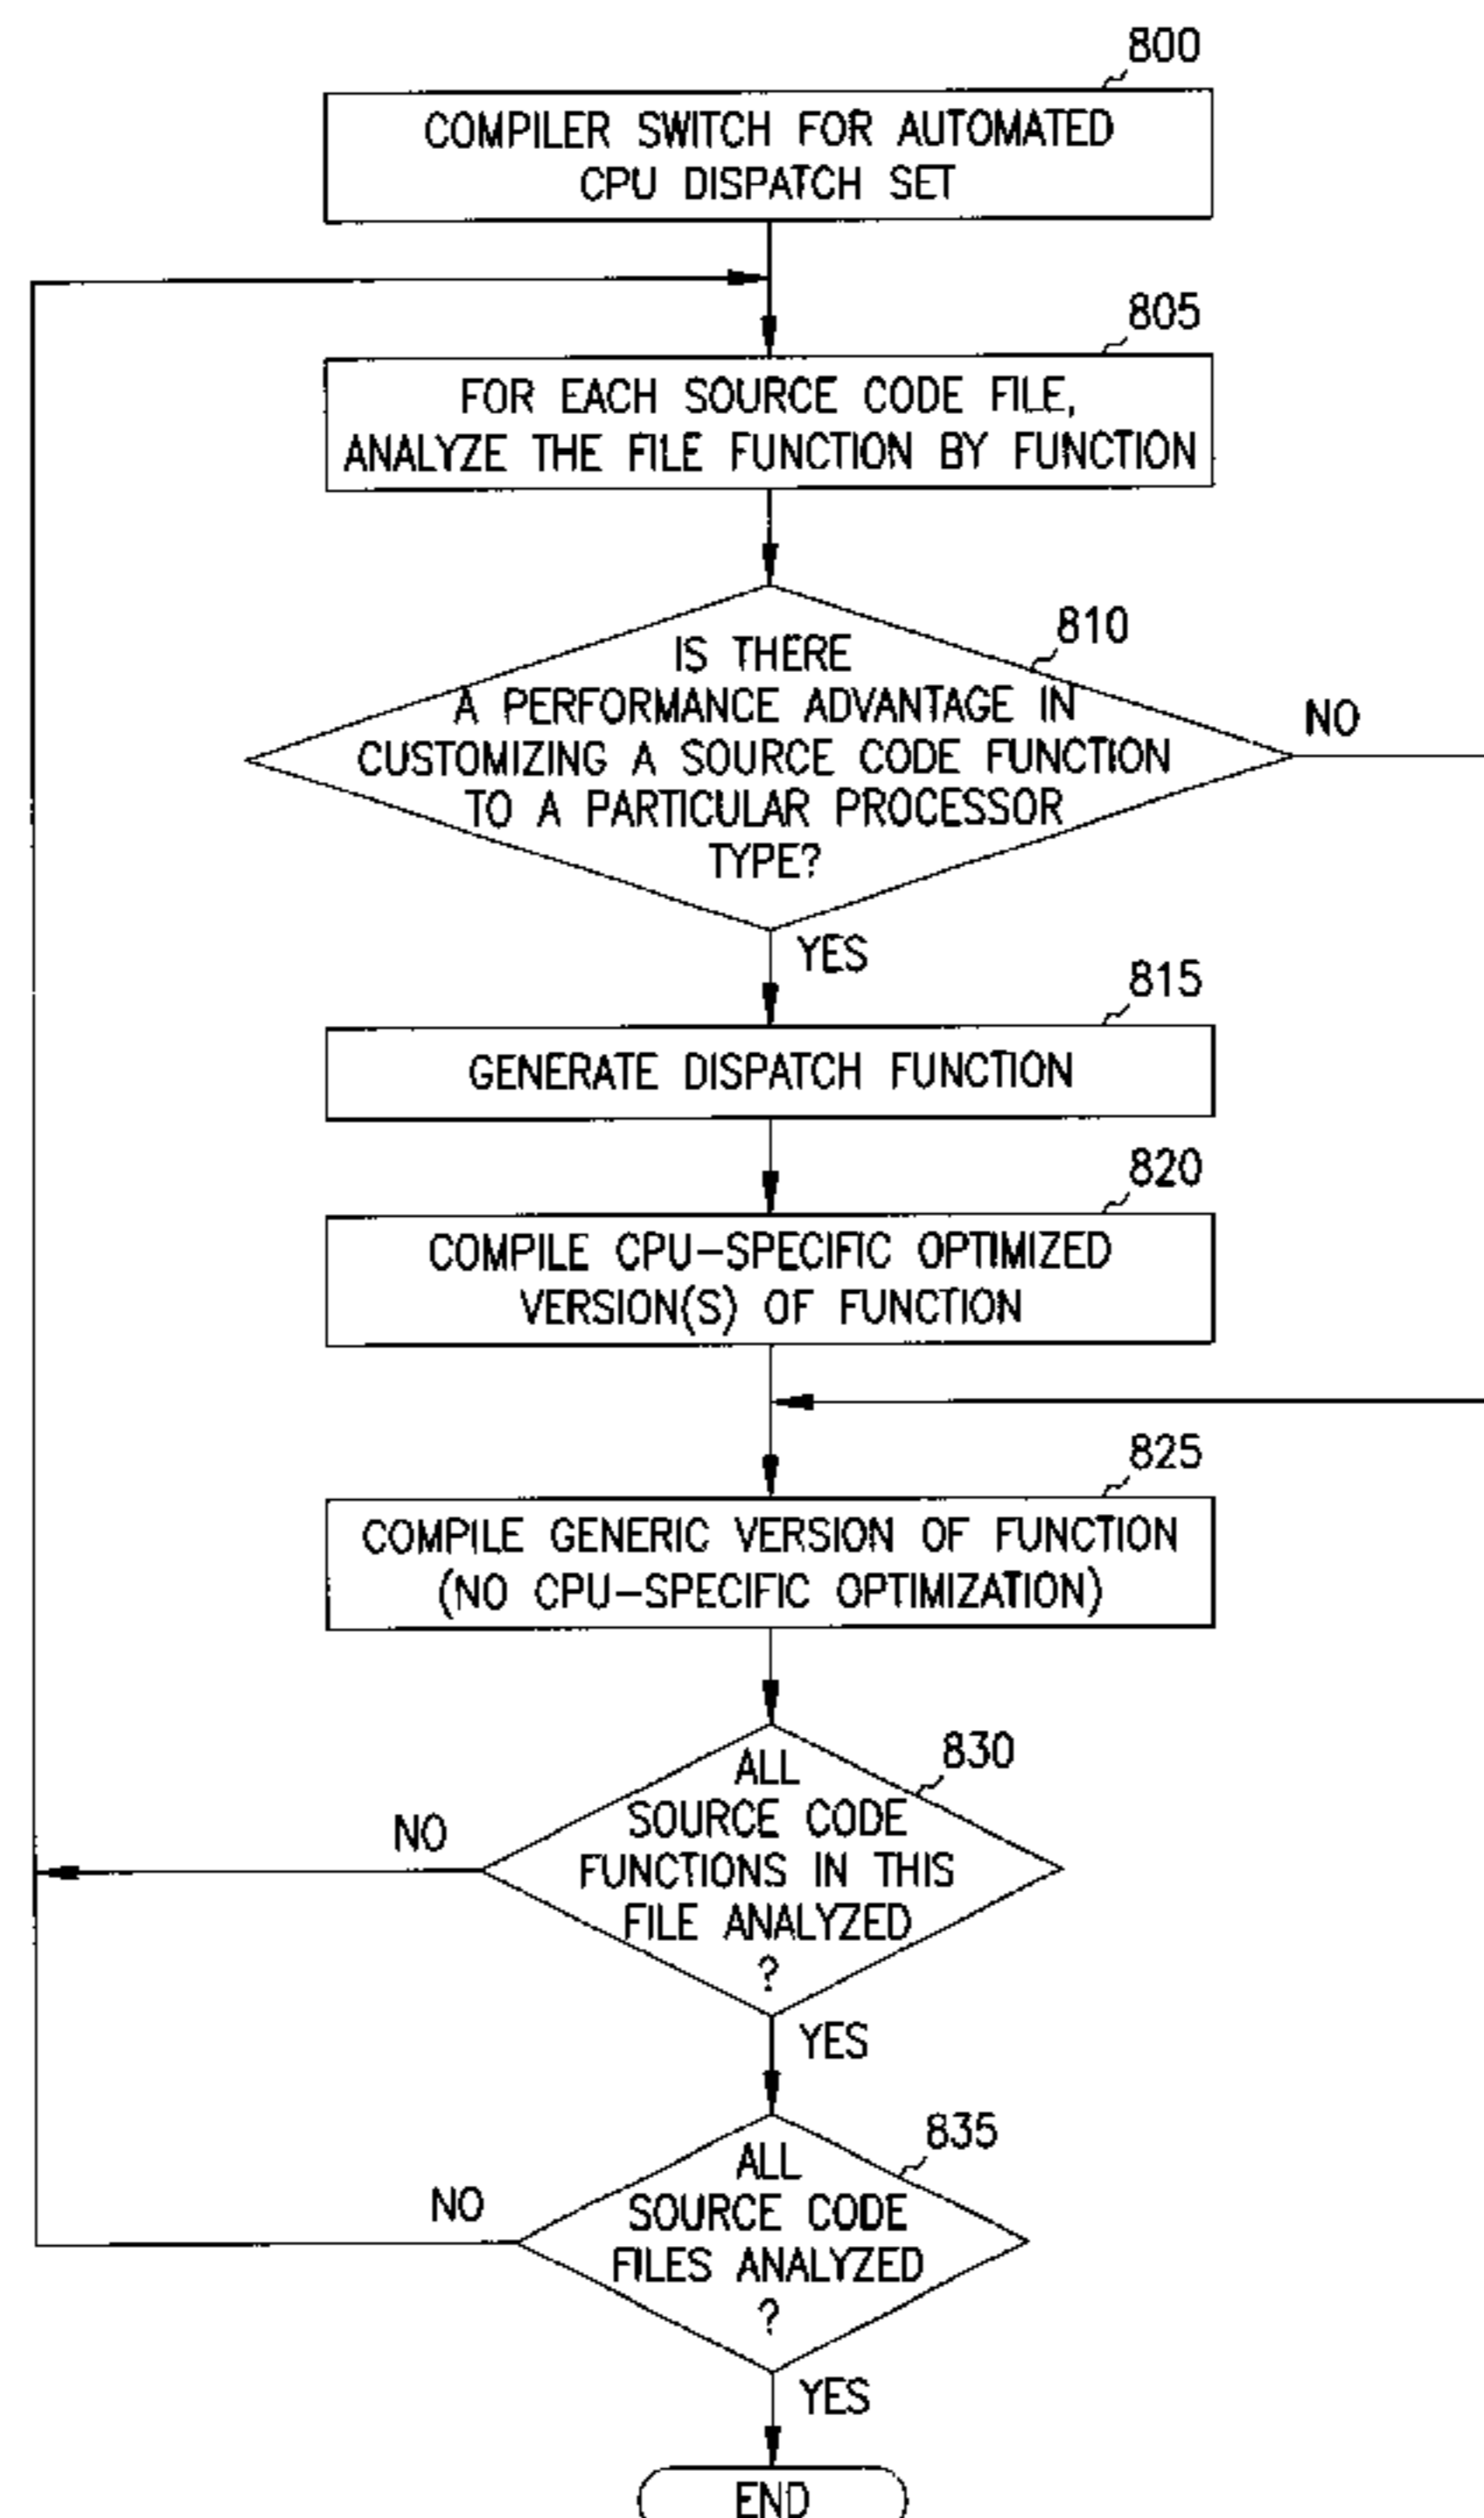 800
COMPILER SWITCH FOR AUTOMATED
CPU DISPATCH SET
805
FOR EACH SOURCE CODE FILE,
ANALYZE THE FILE FUNCTION BY FUNCTION
810
IS THERE
A PERFORMANCE ADVANTAGE IN
CUSTOMIZING A SOURCE CODE FUNCTION
TO A PARTICULAR PROCESSOR
TYPE?
NO
YES
815
GENERATE DISPATCH FUNCTION
820
COMPILE CPU-SPECIFIC OPTIMIZED
VERSION(S) OF FUNCTION
825
COMPILE GENERIC VERSION OF FUNCTION
(NO CPU-SPECIFIC OPTIMIZATION)
830
ALL
SOURCE CODE
FUNCTIONS IN THIS
FILE ANALYZED
?
NO
YES
835
ALL
SOURCE CODE
FILES ANALYZED
?
NO
YES
END